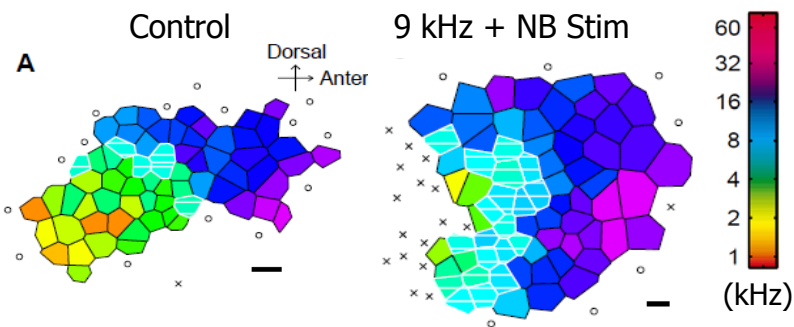 Control
9 kHz + NB Stim
A
Dorsal
Anter
60
32
16
8
4
2
1
(kHz)